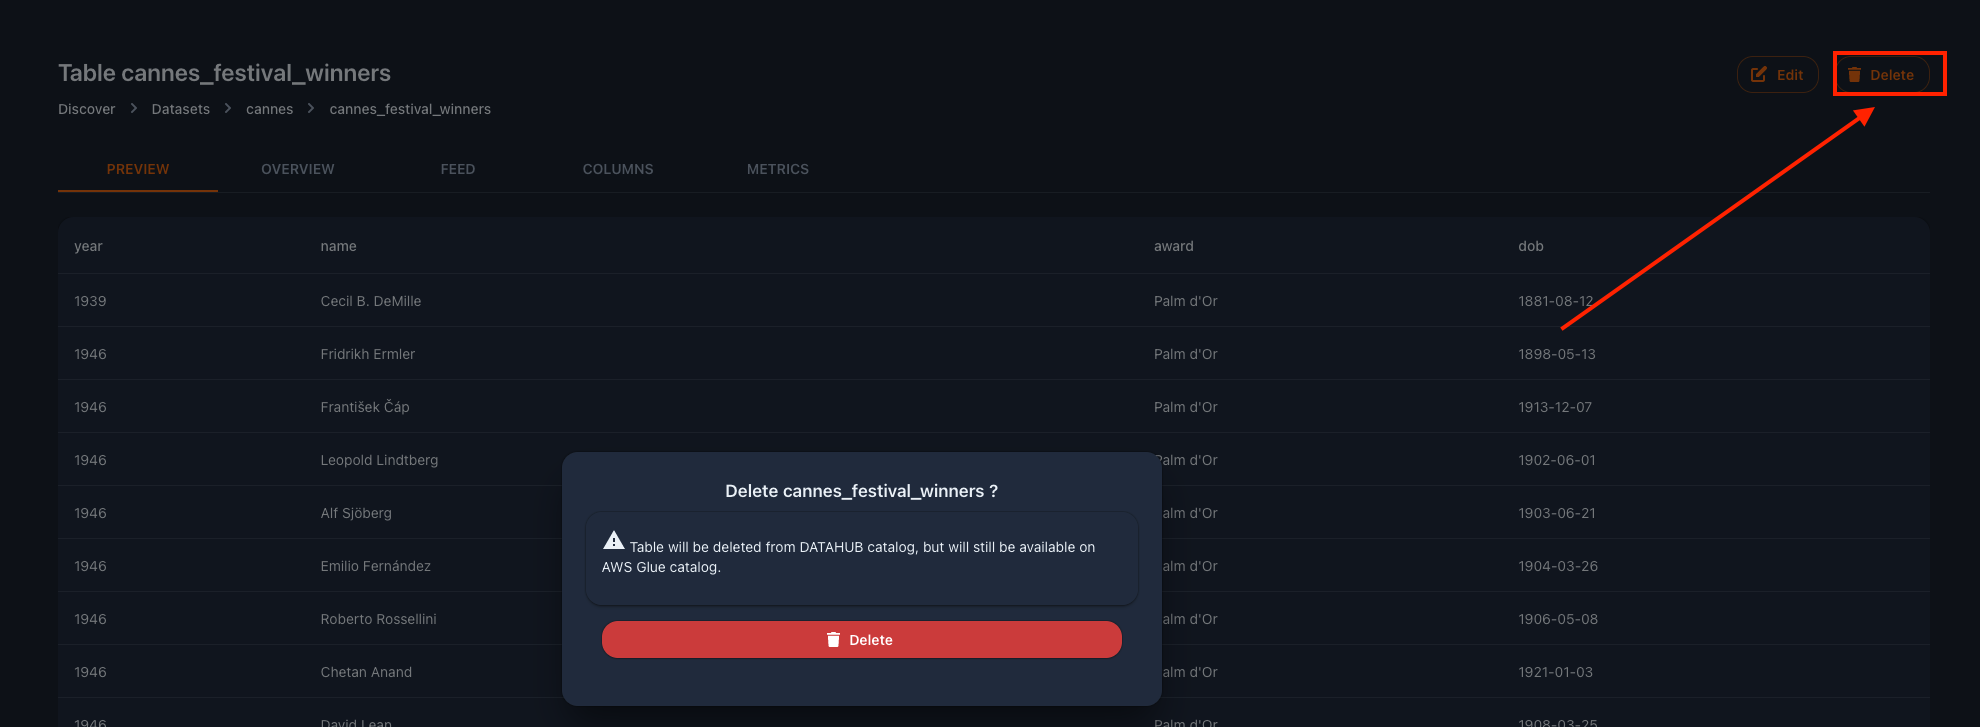 Table cannes_festival_winners
Edit
Delete
Discover > Datasets > cannes > cannes_festival_winners
PREVIEW OVERVIEW FEED COLUMNS METRICS
year name award dob
1939 Cecil B. DeMille Palm d'Or 1881-08-12
1946 Fridrikh Ermler Palm d'Or 1898-05-13
1946 František Čáp Palm d'Or 1913-12-07
1946 Leopold Lindtberg Palm d'Or 1902-06-01
1946 Alf Sjöberg alm d'Or 1903-06-21
1946 Emilio Fernández alm d'Or 1904-03-26
1946 Roberto Rossellini alm d'Or 1906-05-08
1946 Chetan Anand alm d'Or 1921-01-03
1946 David Lean Palm d'Or 1908-03-25
Delete cannes_festival_winners ?
Table will be deleted from DATAHUB catalog, but will still be available on
AWS Glue catalog.
Delete